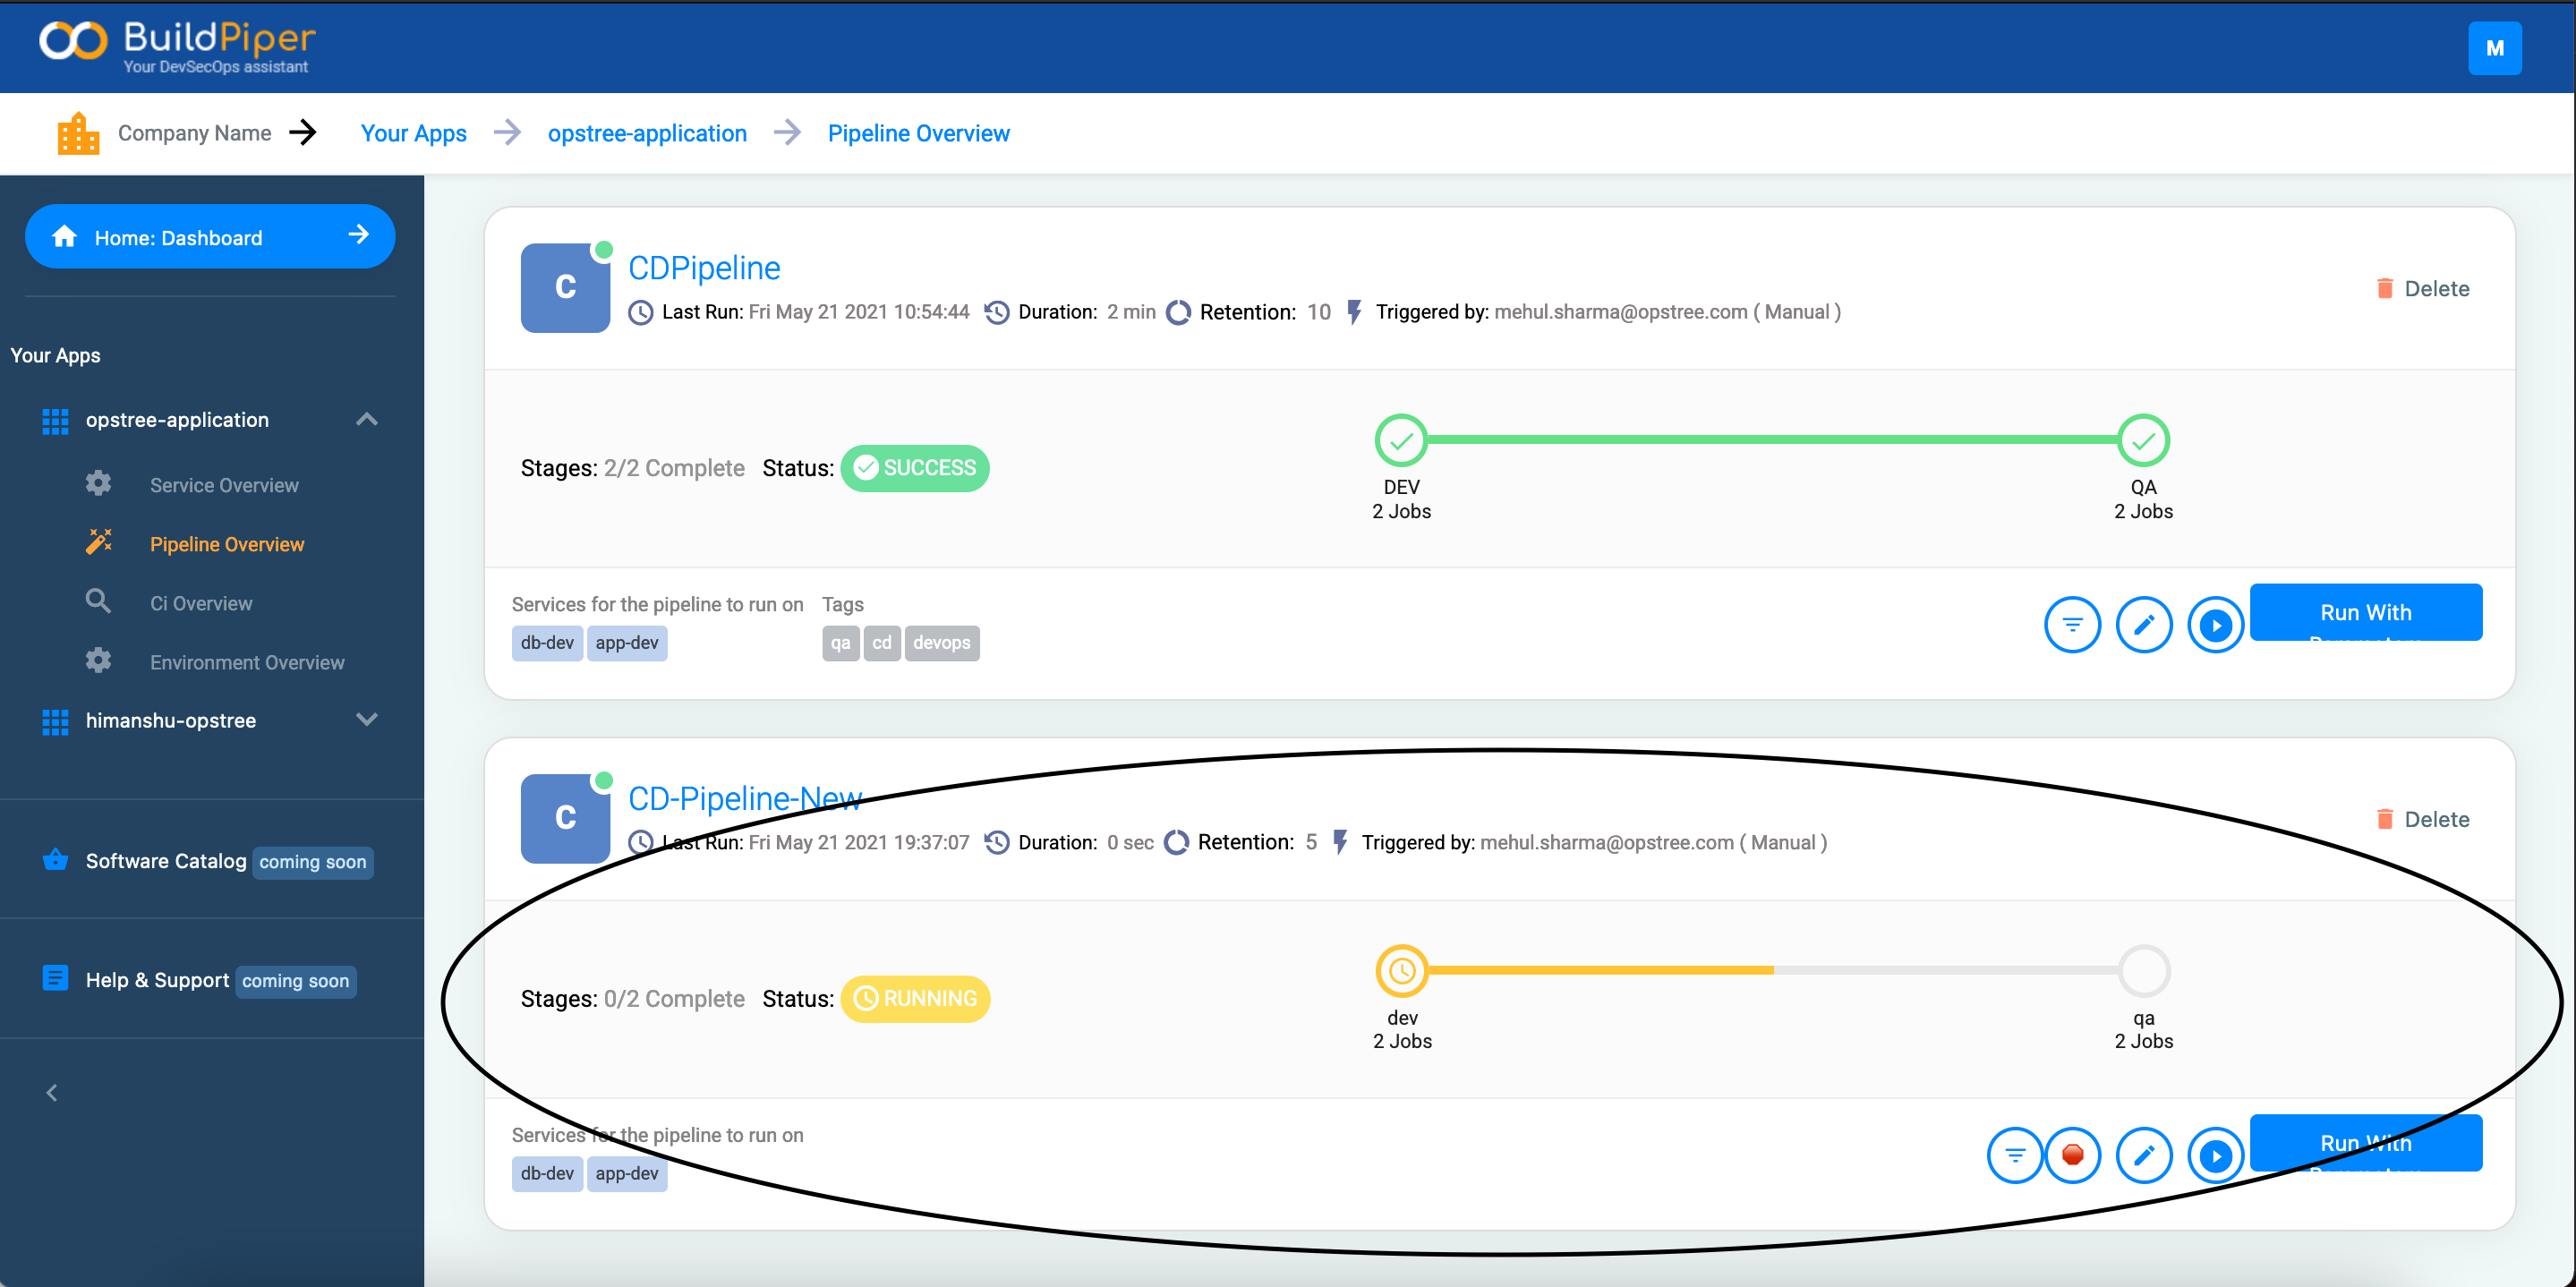 BuildPiper
Your DevSecOps assistant
M
Company Name
Your Apps
opstree-application
Pipeline Overview
Home: Dashboard
Your Apps
opstree-application
Service Overview
Pipeline Overview
Ci Overview
Environment Overview
himanshu-opstree
Software Catalog coming soon
Help & Support coming soon
C
CDPipeline
Last Run: Fri May 21 2021 10:54:44 Duration: 2 min Retention: 10 Triggered by: mehul.sharma@opstree.com ( Manual )
Delete
Stages: 2/2 Complete Status: SUCCESS
DEV
2 Jobs
QA
2 Jobs
Services for the pipeline to run on
db-dev app-dev
Tags
qa cd devops
Run With
C
CD-Pipeline-New
Last Run: Fri May 21 2021 19:37:07 Duration: 0 sec Retention: 5 Triggered by: mehul.sharma@opstree.com ( Manual )
Delete
Stages: 0/2 Complete Status: RUNNING
dev
2 Jobs
qa
2 Jobs
Services for the pipeline to run on
db-dev app-dev
Run With